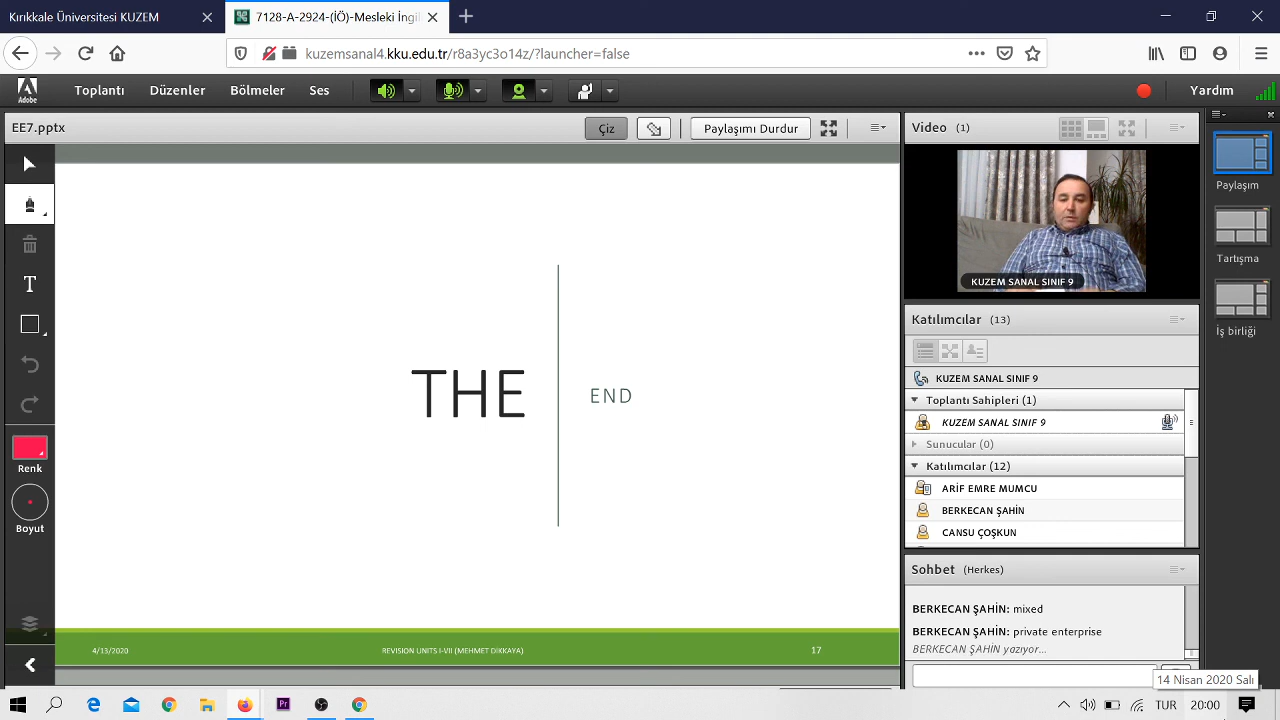 Kırıkkale Üniversitesi KUZEM
7128-A-2924-(İÖ)-Mesleki İngil
kuzemsanal4.kku.edu.tr/r8a3yc3o14z/?launcher=false
Adobe
Toplantı
Düzenler
Bölmeler
Ses
Yardım
EE7.pptx
Çiz
Paylaşımı Durdur
T
Renk
Boyut
THE
END
4/13/2020
REVISION UNITS I-VII (MEHMET DİKKAYA)
17
Video (1)
KUZEM SANAL SINIF 9
Katılımcılar (13)
KUZEM SANAL SINIF 9
Toplantı Sahipleri (1)
KUZEM SANAL SINIF 9
Sunucular (0)
Katılımcılar (12)
ARİF EMRE MUMCU
BERKECAN ŞAHİN
CANSU ÇOŞKUN
Sohbet (Herkes)
BERKECAN ŞAHİN: mixed
BERKECAN ŞAHİN: private enterprise
BERKECAN ŞAHİN yazıyor...
Paylaşım
Tartışma
İş birliği
14 Nisan 2020 Salı
Pr
TUR
20:00